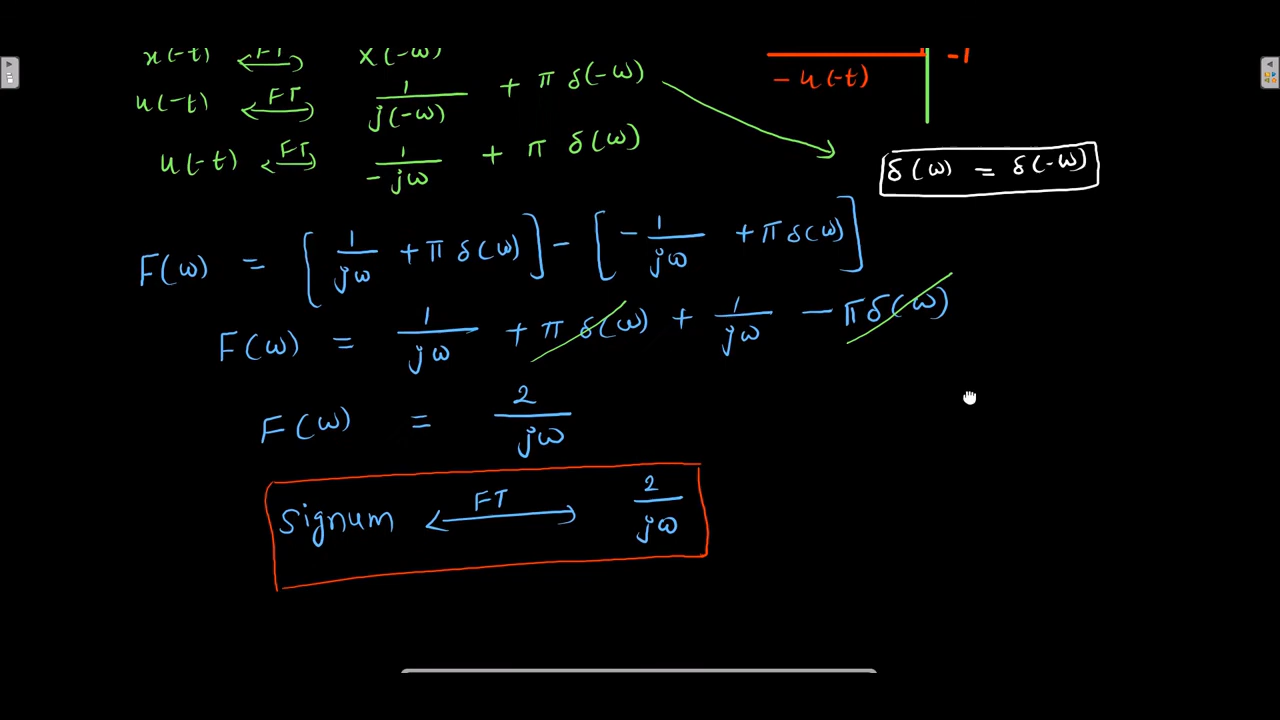 x(-t) ⟷FT X(-ω)
-1
- u(-t)
u(-t) ⟷FT 1/j(-ω) + π δ(-ω)
u(-t) ⟷FT 1/-jω + π δ(ω)
δ(ω) = δ(-ω)
F(ω) = [1/jω + π δ(ω)] - [-1/jω + π δ(ω)]
F(ω) = 1/jω + π δ(ω) + 1/jω - π δ(ω)
F(ω) = 2/jω
Signum ⟷FT 2/jω